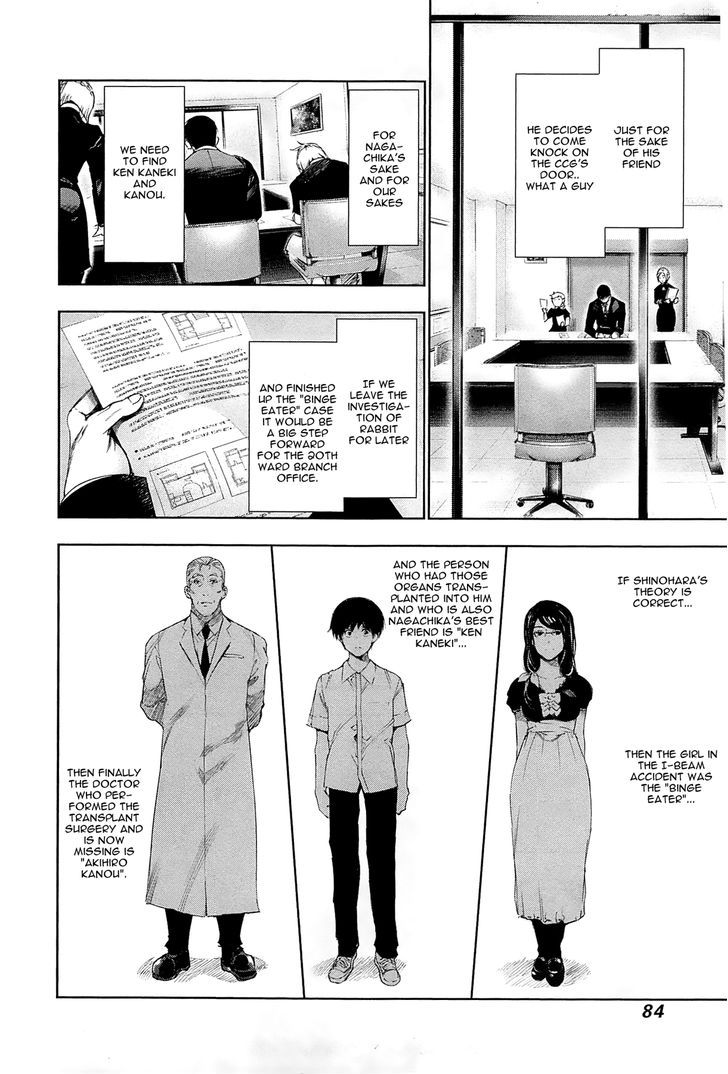 JUST FOR
THE SAKE
OF HIS
FRIEND
HE DECIDES
TO COME
KNOCK ON
THE CCG'S
DOOR..
WHAT A GUY
FOR
NAGA-
CHIKA'S
SAKE
AND FOR
OUR
SAKES
WE NEED
TO FIND
KEN KANEKI
AND
KANOU.
IF WE
LEAVE THE
INVESTIGA-
TION OF
RABBIT
FOR LATER
AND FINISHED
UP THE "BINGE
EATER" CASE
IT WOULD BE
A BIG STEP
FORWARD
FOR THE 20TH
WARD BRANCH
OFFICE.
IF SHINOHARA'S
THEORY IS
CORRECT...
THEN THE GIRL IN
THE I-BEAM
ACCIDENT WAS
THE "BINGE
EATER"...
AND THE PERSON
WHO HAD THOSE
ORGANS TRANS-
PLANTED INTO HIM
AND WHO IS ALSO
NAGACHIKA'S BEST
FRIEND IS "KEN
KANEKI"...
THEN FINALLY
THE DOCTOR
WHO PER-
FORMED THE
TRANSPLANT
SURGERY AND
IS NOW
MISSING IS
"AKIHIRO
KANOU".
84